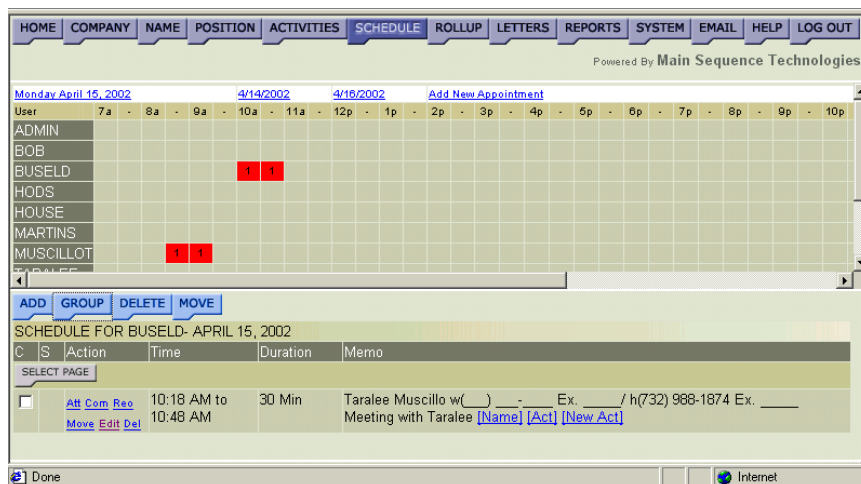 HOME COMPANY NAME POSITION ACTIVITIES SCHEDULE ROLLUP LETTERS REPORTS SYSTEM EMAIL HELP LOG OUT
Powered By Main Sequence Technologies
Monday April 15, 2002 4/14/2002 4/16/2002 Add New Appointment
User 7a - 8a - 9a - 10a - 11a - 12p - 1p - 2p - 3p - 4p - 5p - 6p - 7p - 8p - 9p - 10p
ADMIN
BOB
BUSELD 1 1
HODS
HOUSE
MARTINS
MUSCILLOT 1 1
TARALEE
ADD GROUP DELETE MOVE
SCHEDULE FOR BUSELD- APRIL 15, 2002
C S Action Time Duration Memo
SELECT PAGE
Att Com Reo 10:18 AM to 30 Min Taralee Muscillo w(___) ___-____ Ex. _____/ h(732) 988-1874 Ex. _____
Move Edit Del 10:48 AM Meeting with Taralee [Name] [Act] [New Act]
Done Internet